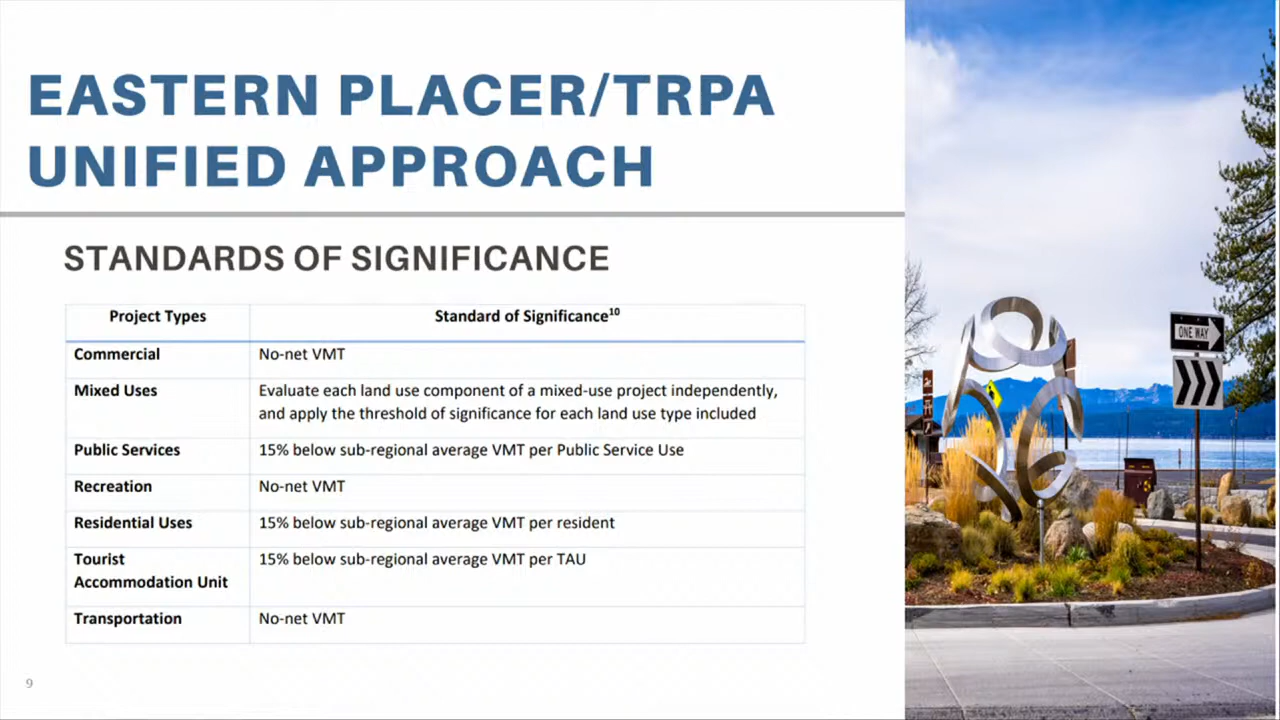 EASTERN PLACER/TRPA
UNIFIED APPROACH
STANDARDS OF SIGNIFICANCE
Project Types Standard of Significance10
Commercial No-net VMT
Mixed Uses Evaluate each land use component of a mixed-use project independently,
and apply the threshold of significance for each land use type included
Public Services 15% below sub-regional average VMT per Public Service Use
Recreation No-net VMT
Residential Uses 15% below sub-regional average VMT per resident
Tourist 15% below sub-regional average VMT per TAU
Accommodation Unit
Transportation No-net VMT
9
ONE WAY